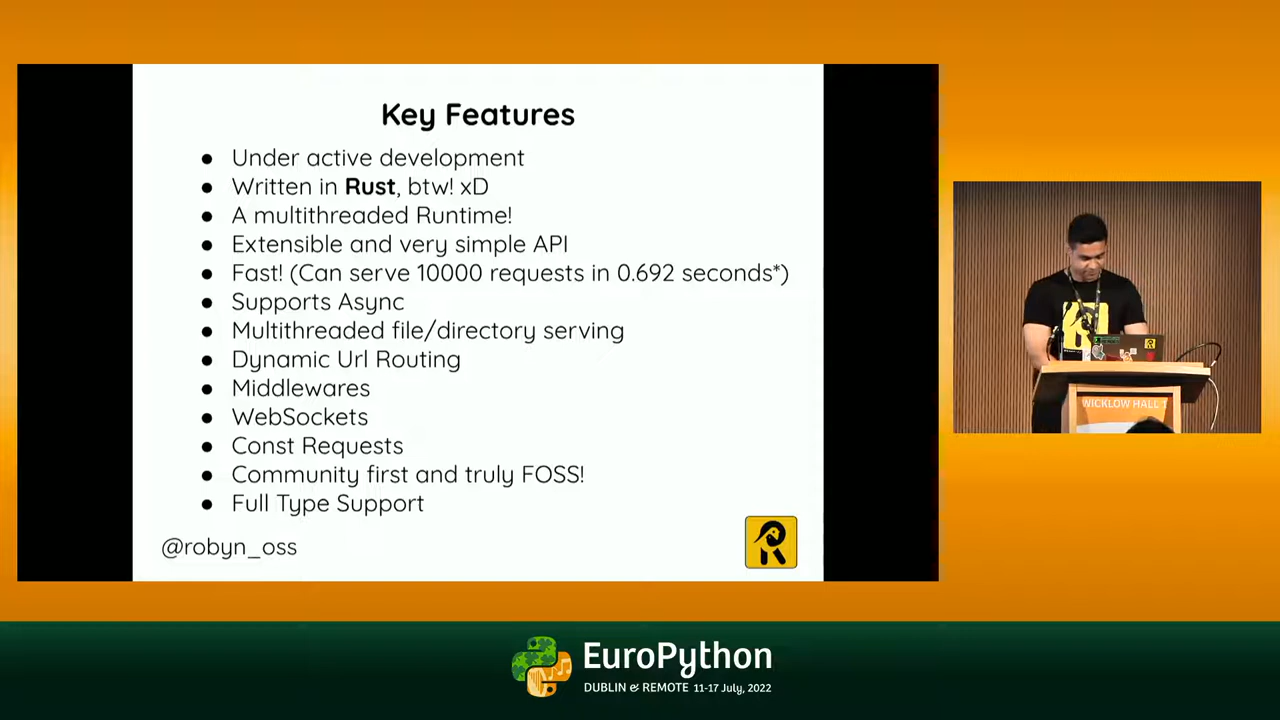 Key Features
● Under active development
● Written in Rust, btw! xD
● A multithreaded Runtime!
● Extensible and very simple API
● Fast! (Can serve 10000 requests in 0.692 seconds*)
● Supports Async
● Multithreaded file/directory serving
● Dynamic Url Routing
● Middlewares
● WebSockets
● Const Requests
● Community first and truly FOSS!
● Full Type Support
@robyn_oss
R
WICKLOW HALL 1
EuroPython
DUBLIN & REMOTE 11-17 July, 2022